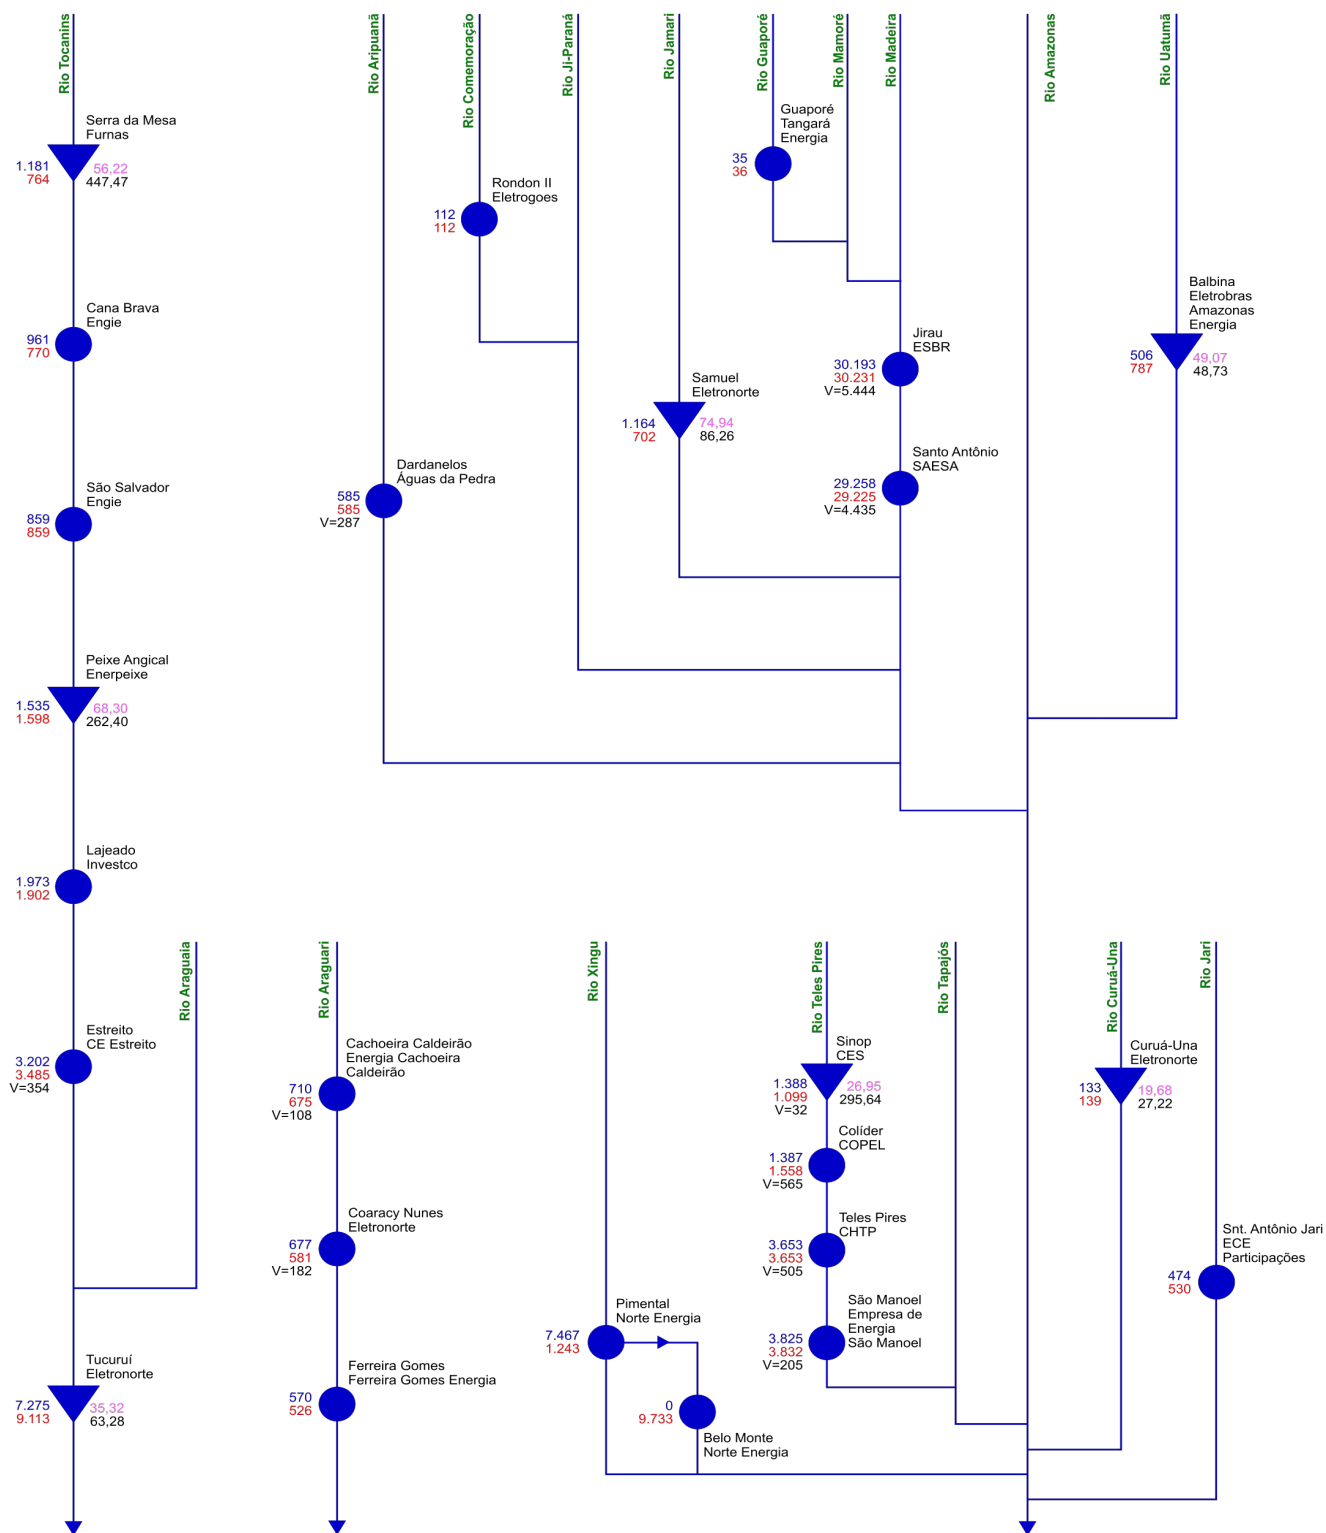 Rio Tocanins
Serra da Mesa
Furnas
1.181
764
56,22
447,47
Cana Brava
Engie
961
770
São Salvador
Engie
859
859
Peixe Angical
Enerpeixe
1.535
1.598
68,30
262,40
Lajeado
Investco
1.973
1.902
Rio Araguaia
Estreito
CE Estreito
3.202
3.485
V=354
Tucuruí
Eletronorte
7.275
9.113
35,32
63,28
Rio Aripuanã
Dardanelos
Águas da Pedra
585
585
V=287
Rio Comemoração
Rondon II
Eletrogoes
112
112
Rio Ji-Paraná
Rio Jamari
Samuel
Eletronorte
1.164
702
74,94
86,26
Rio Guaporé
Guaporé
Tangará
Energia
35
36
Rio Mamoré
Rio Madeira
Jirau
ESBR
30.193
30.231
V=5.444
Santo Antônio
SAESA
29.258
29.225
V=4.435
Rio Amazonas
Rio Uatumã
Balbina
Eletrobras
Amazonas
Energia
506
787
49,07
48,73
Rio Araguari
Cachoeira Caldeirão
Energia Cachoeira
Caldeirão
710
675
V=108
Coaracy Nunes
Eletronorte
677
581
V=182
Ferreira Gomes
Ferreira Gomes Energia
570
526
Rio Xingu
Pimental
Norte Energia
7.467
1.243
0
9.733
Belo Monte
Norte Energia
Rio Teles Pires
Sinop
CES
1.388
1.099
V=32
26,95
295,64
Colíder
COPEL
1.387
1.558
V=565
Teles Pires
CHTP
3.653
3.653
V=505
São Manoel
Empresa de
Energia
São Manoel
3.825
3.832
V=205
Rio Tapajós
Rio Curuá-Una
Curuá-Una
Eletronorte
133
139
19,68
27,22
Rio Jari
Snt. Antônio Jari
ECE
Participações
474
530